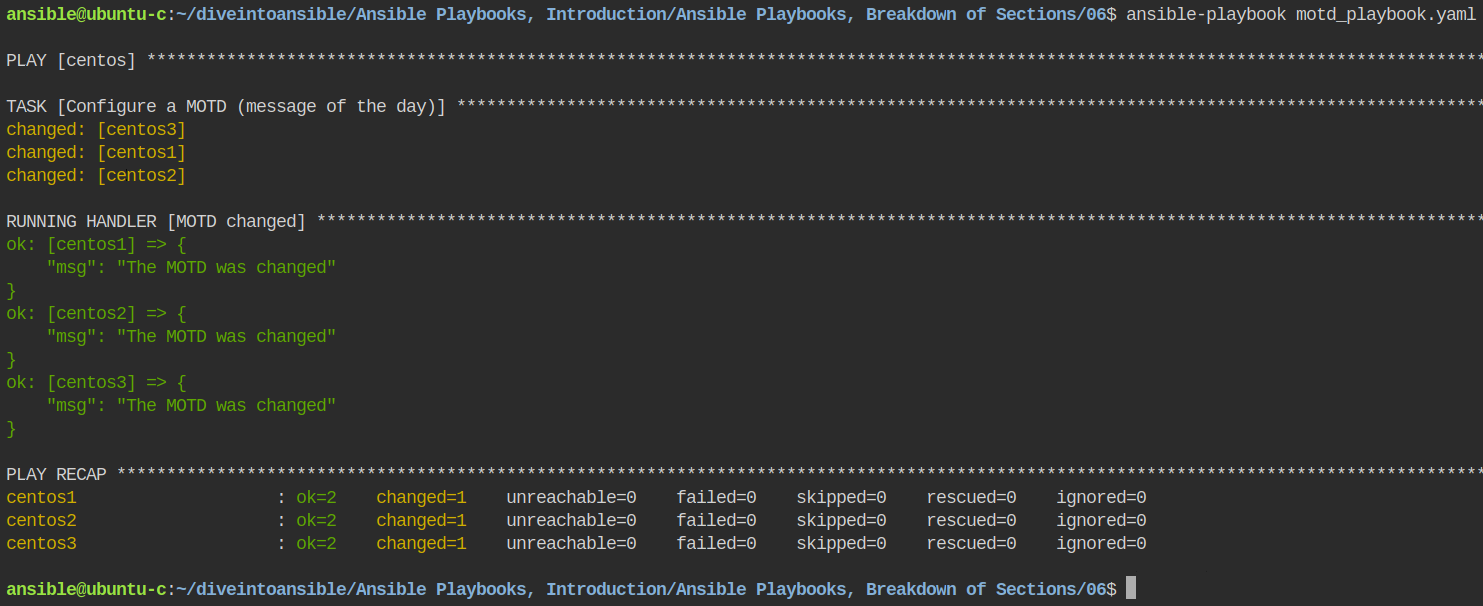 ansible@ubuntu-c:~/diveintoansible/Ansible Playbooks, Introduction/Ansible Playbooks, Breakdown of Sections/06$ ansible-playbook motd_playbook.yaml
PLAY [centos] **************************************************************************************************************************************
TASK [Configure a MOTD (message of the day)] *******************************************************************************************************
changed: [centos3]
changed: [centos1]
changed: [centos2]
RUNNING HANDLER [MOTD changed] *********************************************************************************************************************
ok: [centos1] => {
    "msg": "The MOTD was changed"
}
ok: [centos2] => {
    "msg": "The MOTD was changed"
}
ok: [centos3] => {
    "msg": "The MOTD was changed"
}
PLAY RECAP *****************************************************************************************************************************************
centos1                    : ok=2    changed=1    unreachable=0    failed=0    skipped=0    rescued=0    ignored=0
centos2                    : ok=2    changed=1    unreachable=0    failed=0    skipped=0    rescued=0    ignored=0
centos3                    : ok=2    changed=1    unreachable=0    failed=0    skipped=0    rescued=0    ignored=0
ansible@ubuntu-c:~/diveintoansible/Ansible Playbooks, Introduction/Ansible Playbooks, Breakdown of Sections/06$